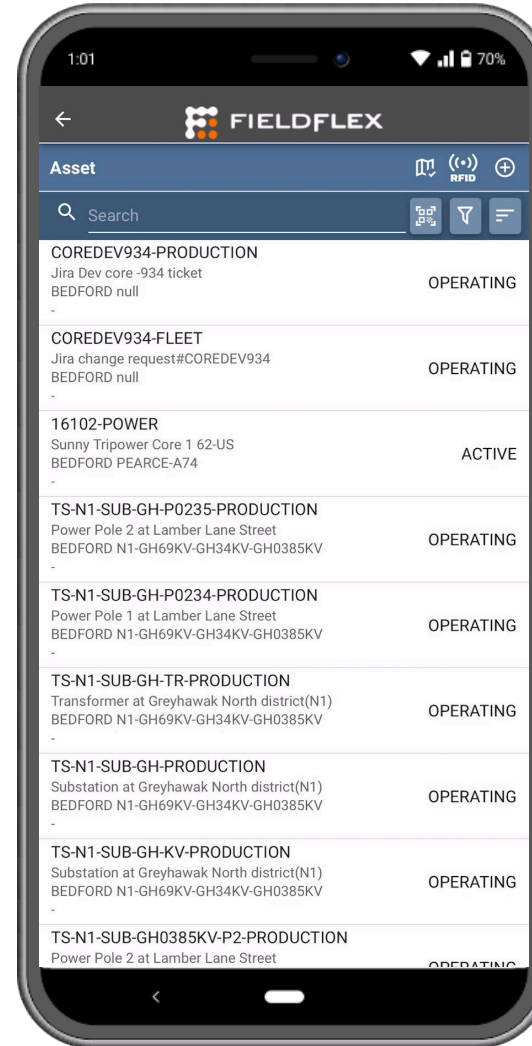 1:01
70%
FIELDFLEX
Asset
RFID
Search
COREDEV934-PRODUCTION
Jira Dev core -934 ticket
BEDFORD null
-
OPERATING
COREDEV934-FLEET
Jira change request#COREDEV934
BEDFORD null
-
OPERATING
16102-POWER
Sunny Tripower Core 1 62-US
BEDFORD PEARCE-A74
-
ACTIVE
TS-N1-SUB-GH-P0235-PRODUCTION
Power Pole 2 at Lamber Lane Street
BEDFORD N1-GH69KV-GH34KV-GH0385KV
-
OPERATING
TS-N1-SUB-GH-P0234-PRODUCTION
Power Pole 1 at Lamber Lane Street
BEDFORD N1-GH69KV-GH34KV-GH0385KV
-
OPERATING
TS-N1-SUB-GH-TR-PRODUCTION
Transformer at Greyhawak North district(N1)
BEDFORD N1-GH69KV-GH34KV-GH0385KV
-
OPERATING
TS-N1-SUB-GH-PRODUCTION
Substation at Greyhawak North district(N1)
BEDFORD N1-GH69KV-GH34KV-GH0385KV
-
OPERATING
TS-N1-SUB-GH-KV-PRODUCTION
Substation at Greyhawak North district(N1)
BEDFORD N1-GH69KV-GH34KV-GH0385KV
-
OPERATING
TS-N1-SUB-GH0385KV-P2-PRODUCTION
Power Pole 2 at Lamber Lane Street
OPERATING